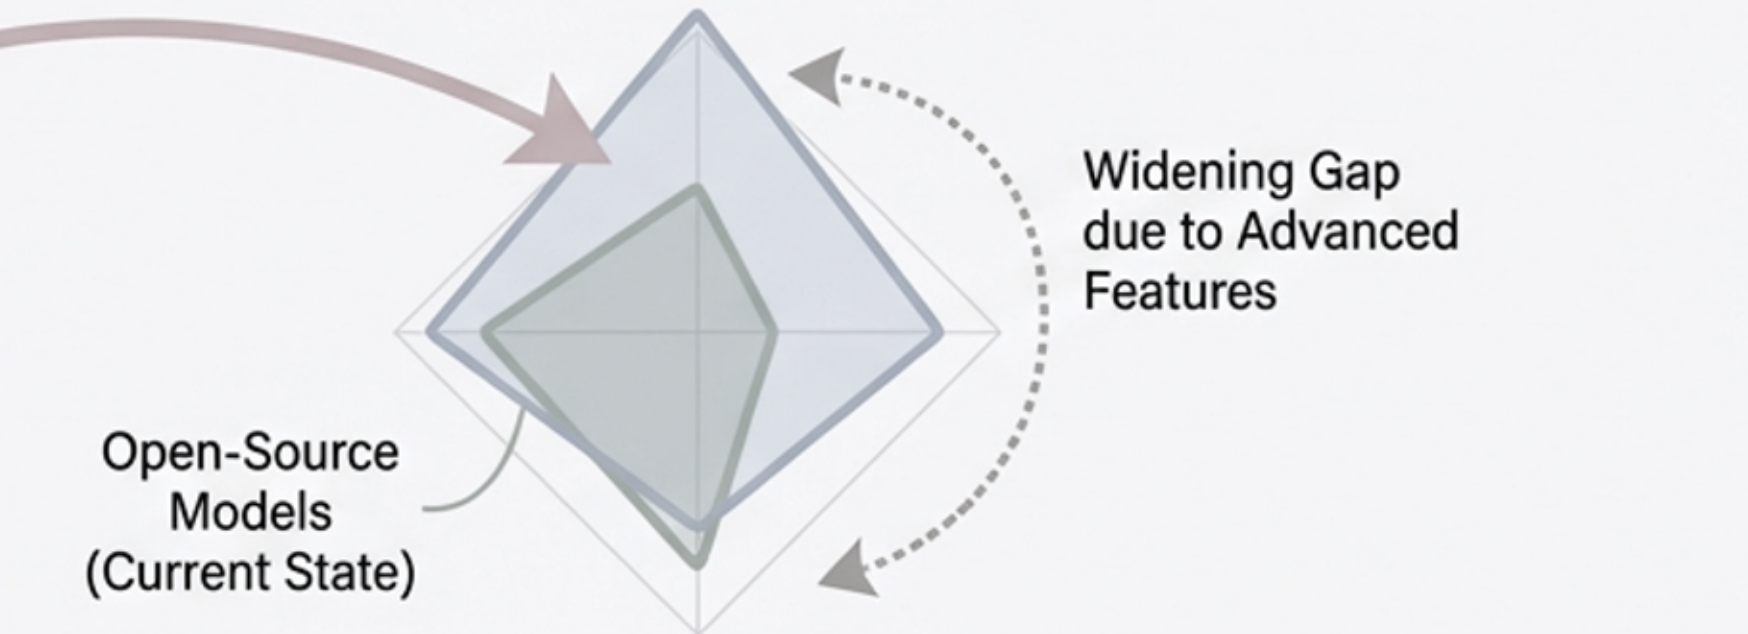 Widening Gap
due to Advanced
Features
Open-Source
Models
(Current State)